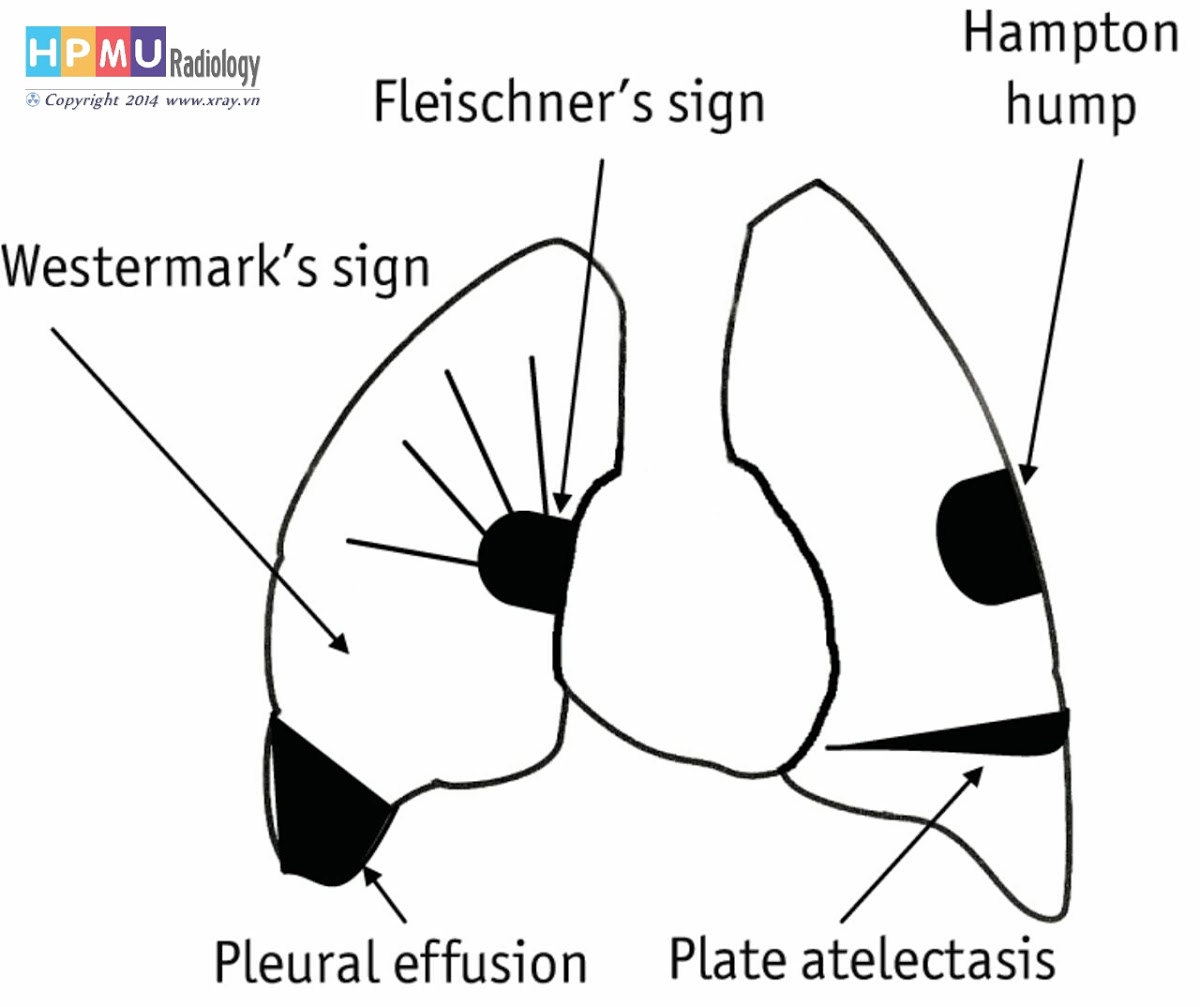 HPMU Radiology
Copyright 2014 www.xray.vn
Hampton
hump
Fleischner's sign
Westermark's sign
Pleural effusion
Plate atelectasis